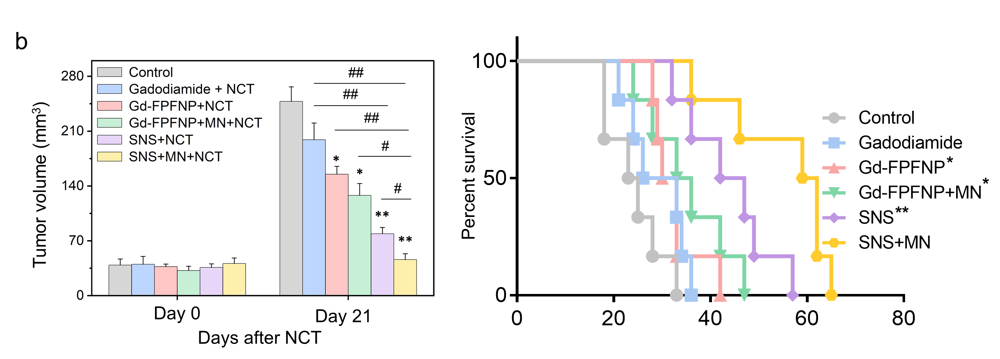 b
Tumor volume (mm³)
280
210
140
70
0
Control
Gadodiamide + NCT
Gd-FPFNP+NCT
Gd-FPFNP+MN+NCT
SNS+NCT
SNS+MN+NCT
##
##
##
#
#
*
*
**
**
Day 0
Day 21
Days after NCT
Percent survival
100
50
0
0
20
40
60
80
Control
Gadodiamide
Gd-FPFNP*
Gd-FPFNP+MN*
SNS**
SNS+MN